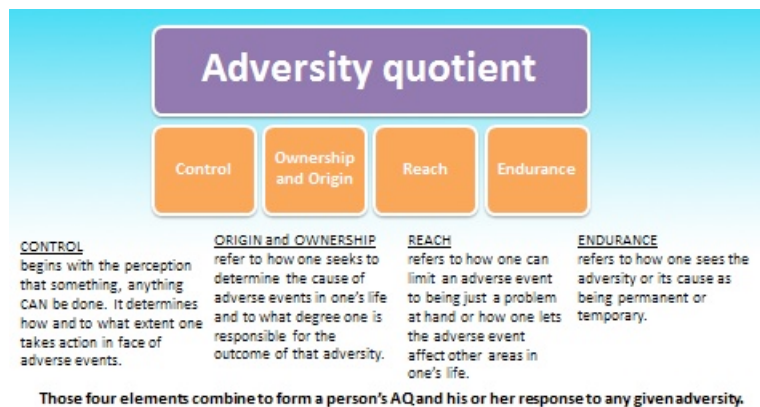 Adversity quotient
Control
Ownership
and Origin
Reach
Endurance
CONTROL
begins with the perception
that something, anything
CAN be done. It determines
how and to what extent one
takes action in face of
adverse events.
ORIGIN and OWNERSHIP
refer to how one seeks to
determine the cause of
adverse events in one's life
and to what degree one is
responsible for the
outcome of that adversity.
REACH
refers to how one can
limit an adverse event
to being just a problem
at hand or how one lets
the adverse event
affect other areas in
one's life.
ENDURANCE
refers to how one sees the
adversity or its cause as
being permanent or
temporary.
Those four elements combine to form a person's AQ and his or her response to any given adversity.